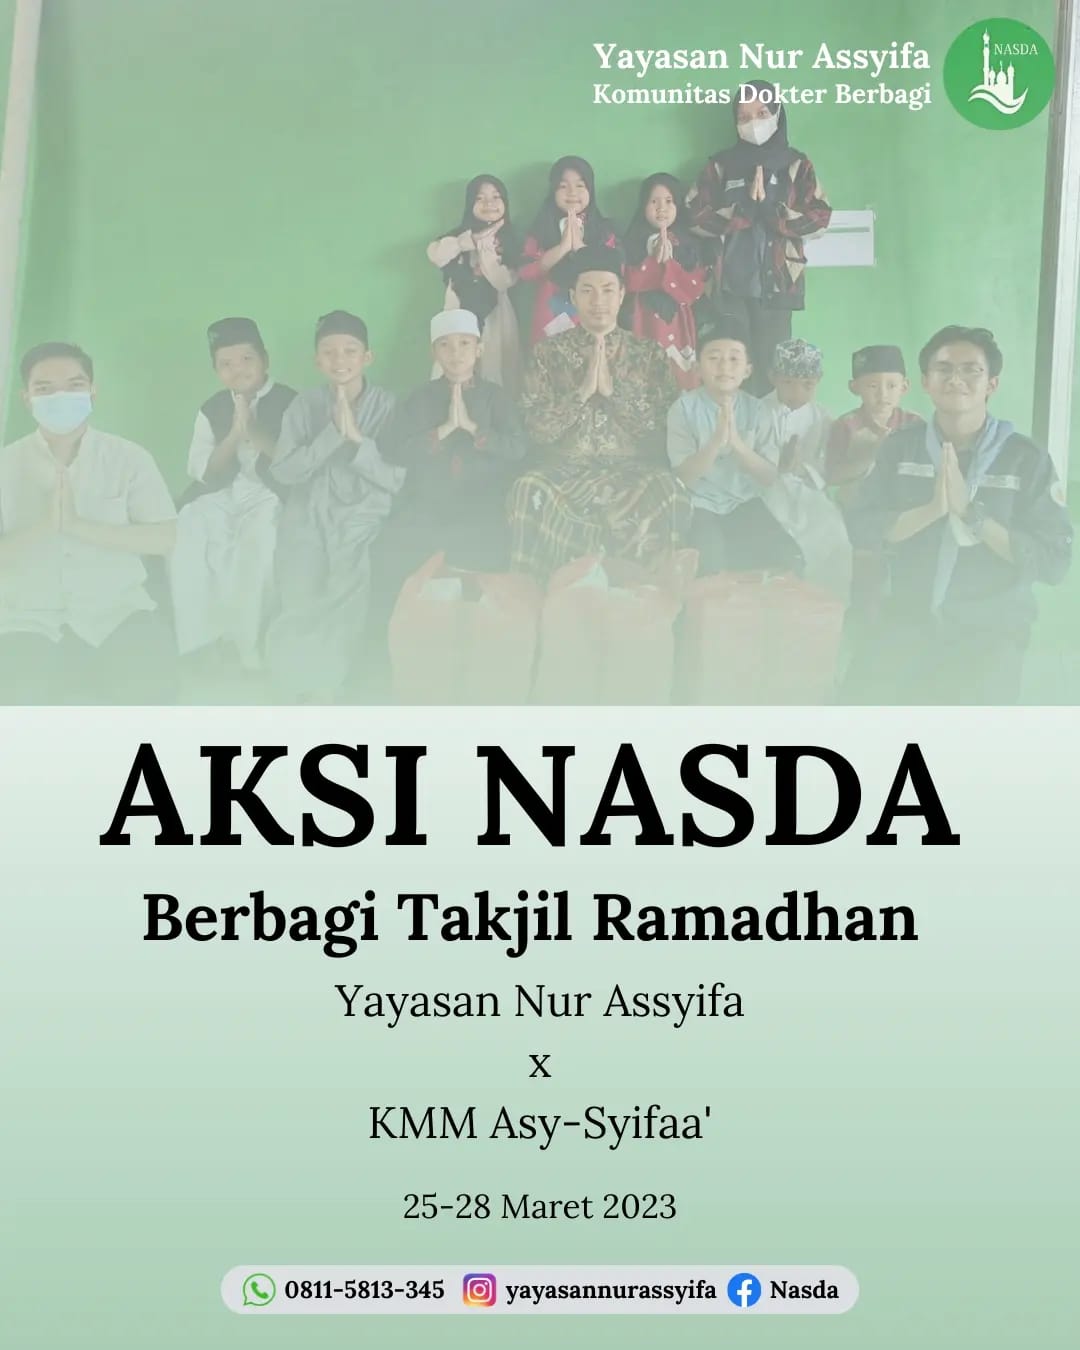 Yayasan Nur Assyifa
Komunitas Dokter Berbagi
NASDA
AKSI NASDA
Berbagi Takjil Ramadhan
Yayasan Nur Assyifa
x
KMM Asy-Syifaa'
25-28 Maret 2023
0811-5813-345 yayasannurassyifa Nasda